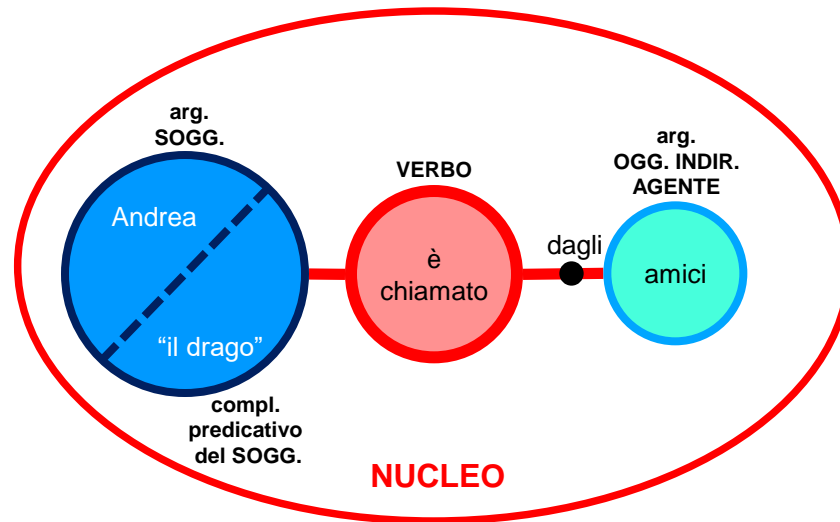 arg.
SOGG.
Andrea
“il drago”
compl.
predicativo
del SOGG.
VERBO
è
chiamato
dagli
arg.
OGG. INDIR.
AGENTE
amici
NUCLEO